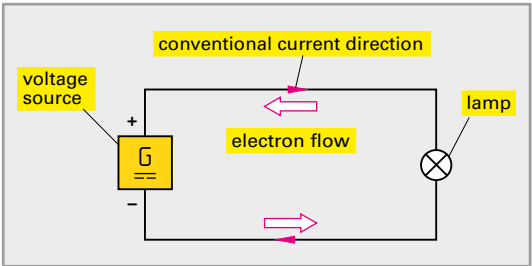 conventional current direction
voltage
source
lamp
+
electron flow
G
−